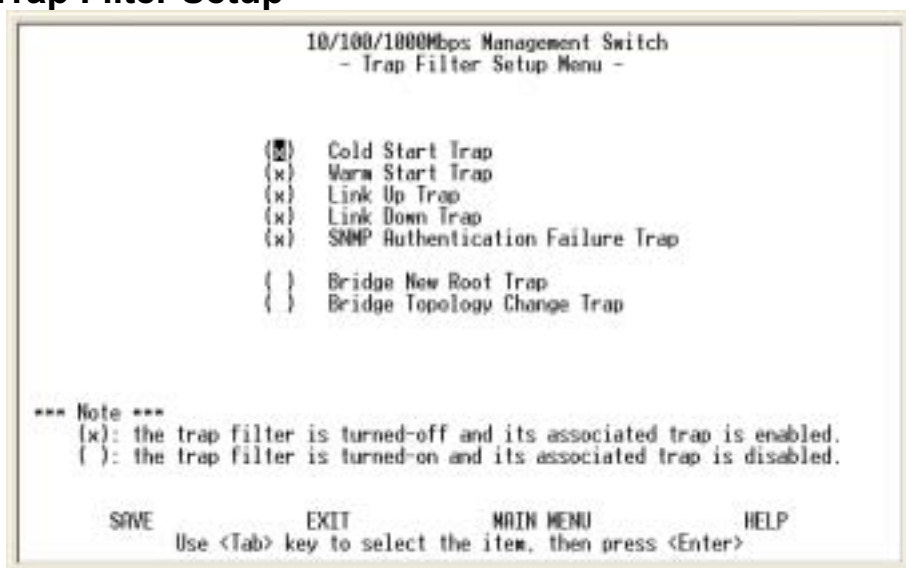 Trap Filter Setup
10/100/1000Mbps Management Switch
- Trap Filter Setup Menu -
(x) Cold Start Trap
(x) Warm Start Trap
(x) Link Up Trap
(x) Link Down Trap
(x) SNMP Authentication Failure Trap
( ) Bridge New Root Trap
( ) Bridge Topology Change Trap
*** Note ***
(x): the trap filter is turned-off and its associated trap is enabled.
( ): the trap filter is turned-on and its associated trap is disabled.
SAVE EXIT MAIN MENU HELP
Use <Tab> key to select the item, then press <Enter>